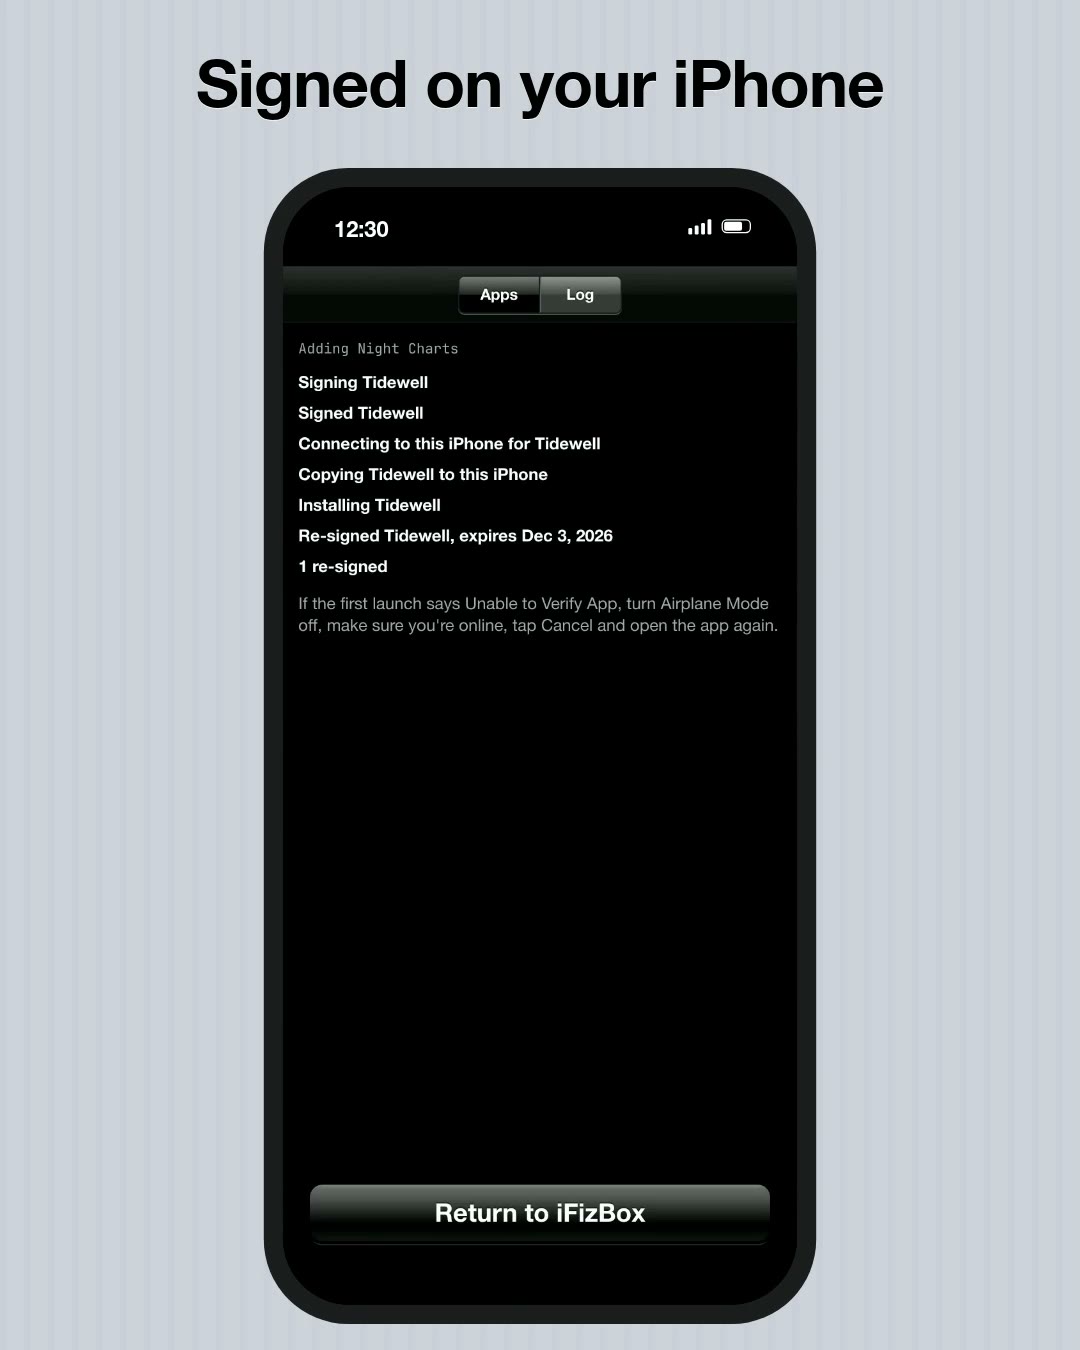 Signed on your iPhone
12:30
Apps
Log
Adding Night Charts
Signing Tidewell
Signed Tidewell
Connecting to this iPhone for Tidewell
Copying Tidewell to this iPhone
Installing Tidewell
Re-signed Tidewell, expires Dec 3, 2026
1 re-signed
If the first launch says Unable to Verify App, turn Airplane Mode
off, make sure you're online, tap Cancel and open the app again.
Return to iFizBox